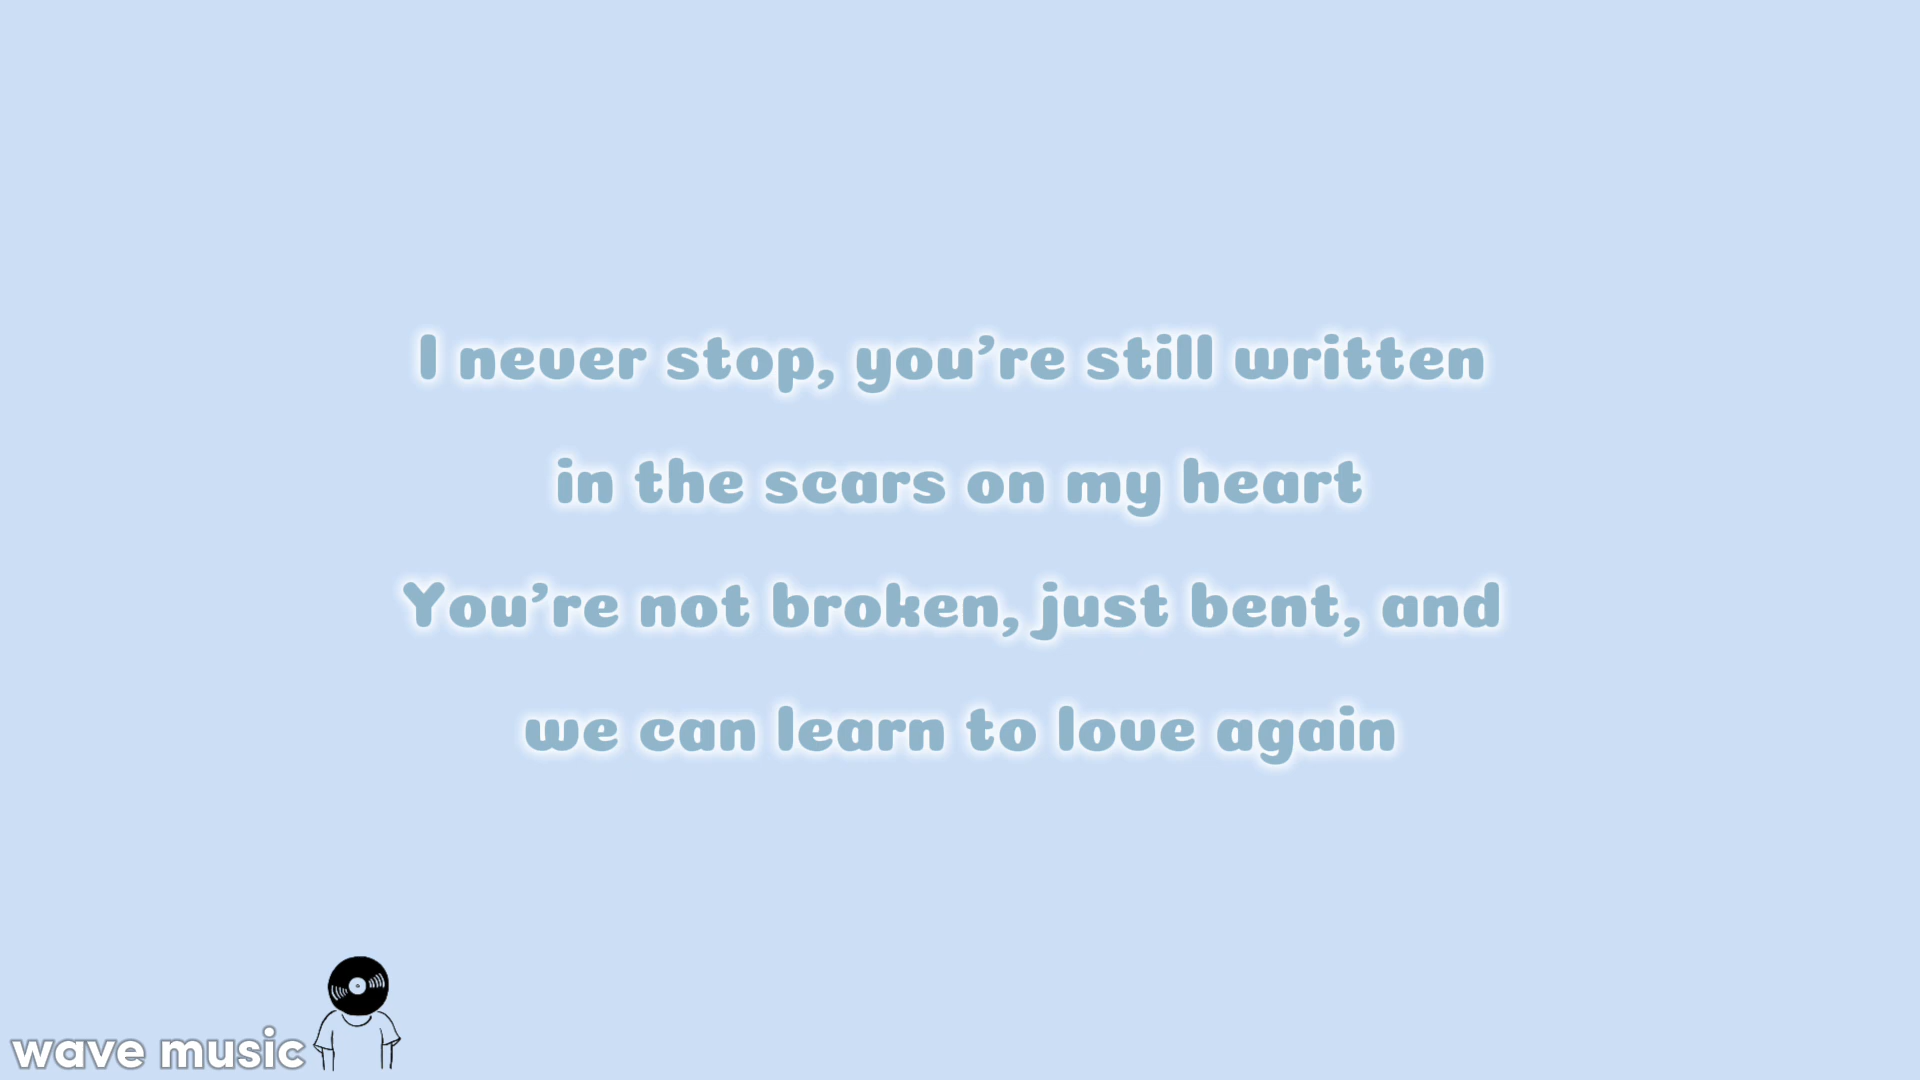 I never stop, you’re still written
in the scars on my heart
You’re not broken, just bent, and
we can learn to love again
wave music